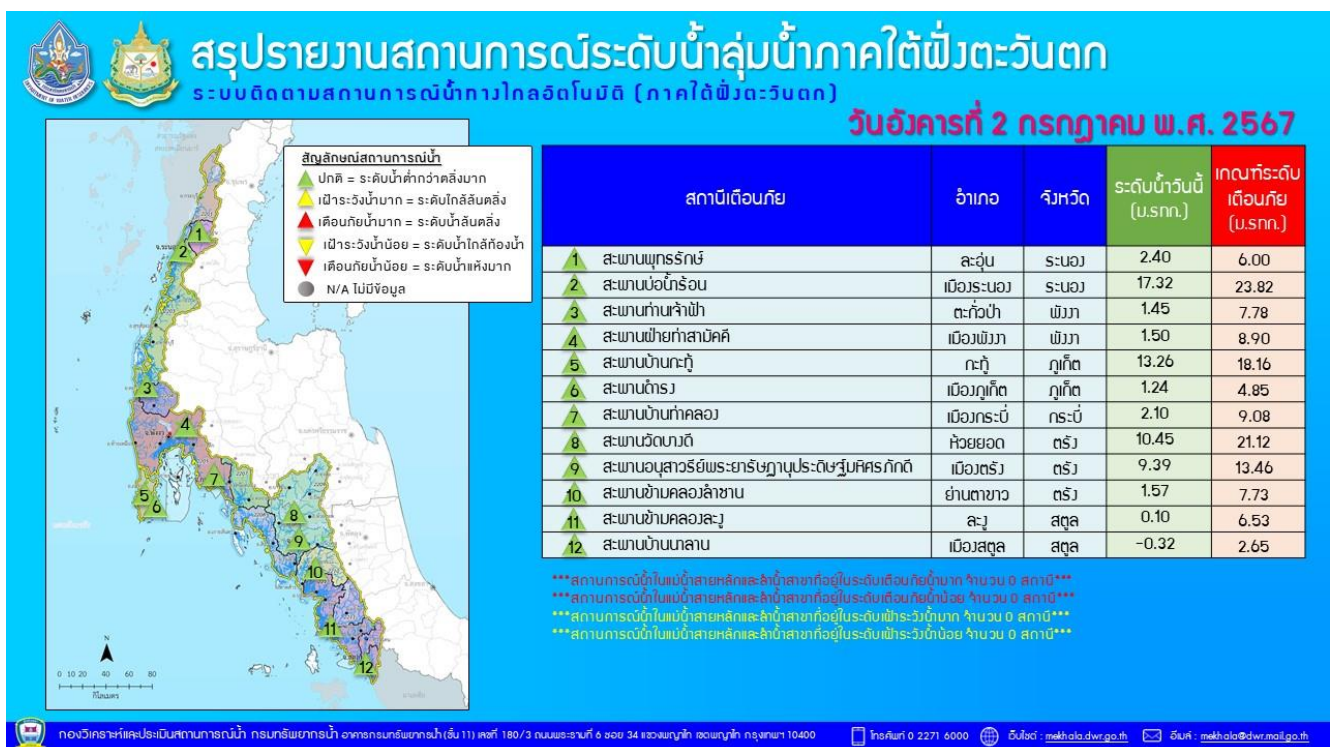 สรุปรายงานสถานการณ์ระดับน้ำลุ่มน้ำภาคใต้ฝั่งตะวันตก
ระบบติดตามสถานการณ์น้ำทางไกลอัตโนมัติ (ภาคใต้ฝั่งตะวันตก)
วันอังคารที่ 2 กรกฎาคม พ.ศ. 2567
สัญลักษณ์สถานการณ์น้ำ
ปกติ = ระดับน้ำต่ำกว่าตลิ่งมาก
เฝ้าระวังน้ำมาก = ระดับใกล้ล้นตลิ่ง
เตือนภัยน้ำมาก = ระดับน้ำล้นตลิ่ง
เฝ้าระวังน้ำน้อย = ระดับน้ำใกล้ท้องน้ำ
เตือนภัยน้ำน้อย = ระดับน้ำแห้งมาก
N/A ไม่มีข้อมูล
1
2
3
4
5
6
7
8
9
10
11
12
N
0 10 20 40 60 80
กิโลเมตร
สถานีเตือนภัย อำเภอ จังหวัด ระดับน้ำวันนี้ (ม.รทก.) เกณฑ์ระดับเตือนภัย (ม.รทก.)
1 สะพานพุทธรักษ์ ละอุ่น ระนอง 2.40 6.00
2 สะพานบ่อน้ำร้อน เมืองระนอง ระนอง 17.32 23.82
3 สะพานท่านเจ้าฟ้า ตะกั่วป่า พังงา 1.45 7.78
4 สะพานฝ่ายท่าสามัคคี เมืองพังงา พังงา 1.50 8.90
5 สะพานบ้านกะทู้ กะทู้ ภูเก็ต 13.26 18.16
6 สะพานดำรง เมืองภูเก็ต ภูเก็ต 1.24 4.85
7 สะพานบ้านท่าคลอง เมืองกระบี่ กระบี่ 2.10 9.08
8 สะพานวัดบางดี ห้วยยอด ตรัง 10.45 21.12
9 สะพานอนุสาวรีย์พระยารัษฎานุประดิษฐ์มหิศรภักดี เมืองตรัง ตรัง 9.39 13.46
10 สะพานข้ามคลองลำชาน ย่านตาขาว ตรัง 1.57 7.73
11 สะพานข้ามคลองละงู ละงู สตูล 0.10 6.53
12 สะพานบ้านนาลาน เมืองสตูล สตูล -0.32 2.65
***สถานการณ์น้ำในแม่น้ำสายหลักและลำน้ำสาขาที่อยู่ในระดับเตือนภัยน้ำมาก จำนวน 0 สถานี***
***สถานการณ์น้ำในแม่น้ำสายหลักและลำน้ำสาขาที่อยู่ในระดับเตือนภัยน้ำน้อย จำนวน 0 สถานี***
***สถานการณ์น้ำในแม่น้ำสายหลักและลำน้ำสาขาที่อยู่ในระดับเฝ้าระวังน้ำมาก จำนวน 0 สถานี***
***สถานการณ์น้ำในแม่น้ำสายหลักและลำน้ำสาขาที่อยู่ในระดับเฝ้าระวังน้ำน้อย จำนวน 0 สถานี***
กองวิเคราะห์และประเมินสถานการณ์น้ำ กรมทรัพยากรน้ำ อาคารกรมทรัพยากรน้ำ (ชั้น 11) เลขที่ 180/3 ถนนพระรามที่ 6 ซอย 34 แขวงพญาไท เขตพญาไท กรุงเทพฯ 10400 โทรศัพท์ 0 2271 6000 เว็บไซต์ : mekhala.dwr.go.th อีเมล์ : mekhala@dwr.mail.go.th